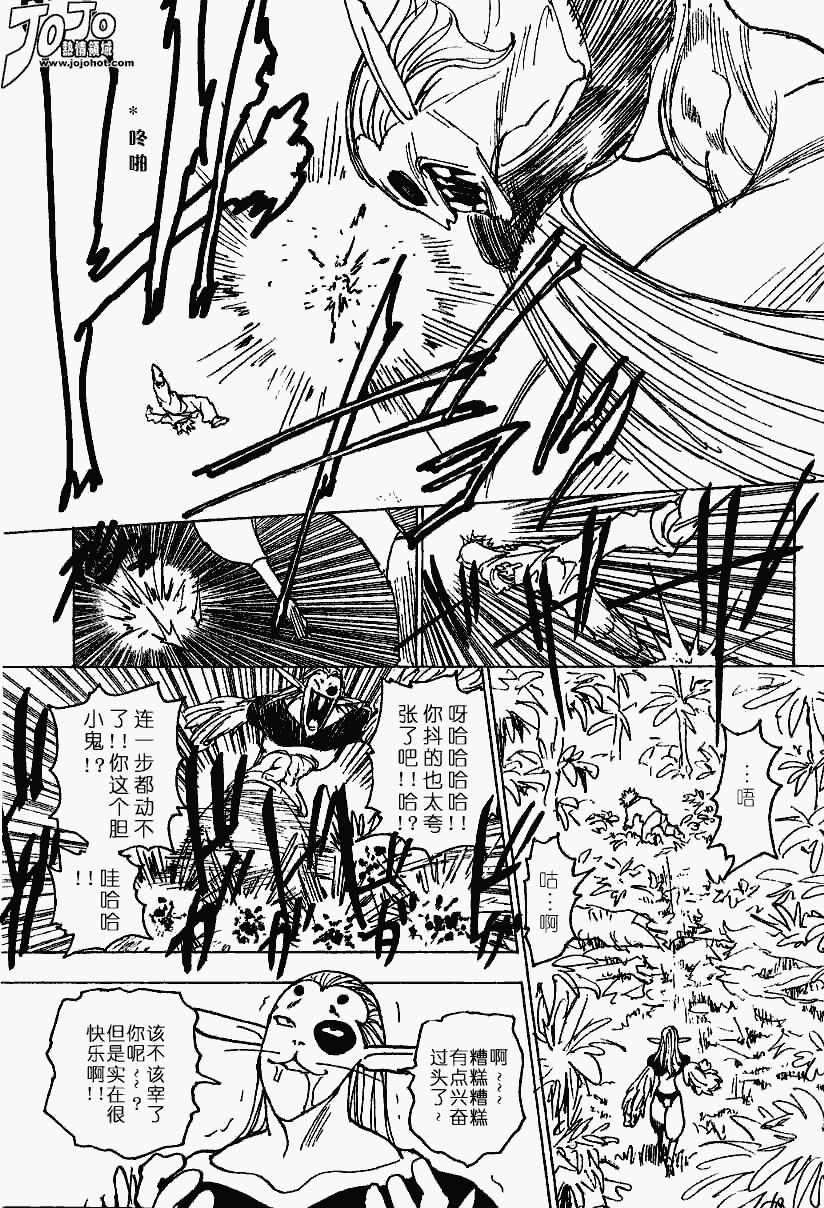 JOJO
熱情領域
www.jojohot.com
*咚啪
…唔
咕…啊
呀哈哈哈哈!!
你抖的也太夸
张了吧!!哈!?
连一步都动不
了!!你这个胆
小鬼!?
哇哈哈
!!
啊~~~
糟糕糟糕
有点兴奋
过头了~
该不该宰了
你呢~~?
但是实在很
快乐啊!!